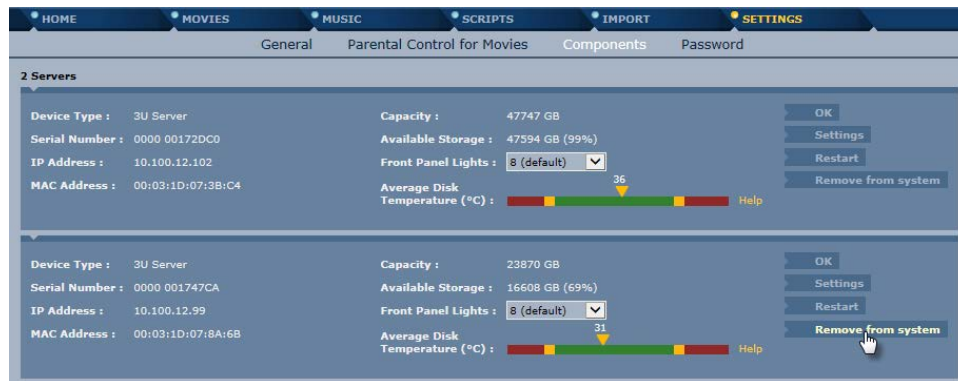 HOME MOVIES MUSIC SCRIPTS IMPORT SETTINGS
General Parental Control for Movies Components Password
2 Servers
Device Type : 3U Server Capacity : 47747 GB OK
Serial Number : 0000 00172DC0 Available Storage : 47594 GB (99%) Settings
IP Address : 10.100.12.102 Front Panel Lights : 8 (default) Restart
MAC Address : 00:03:1D:07:3B:C4 Average Disk 36 Remove from system
Temperature (°C) : Help
Device Type : 3U Server Capacity : 23870 GB OK
Serial Number : 0000 001747CA Available Storage : 16608 GB (69%) Settings
IP Address : 10.100.12.99 Front Panel Lights : 8 (default) Restart
MAC Address : 00:03:1D:07:8A:6B Average Disk 31 Remove from system
Temperature (°C) : Help